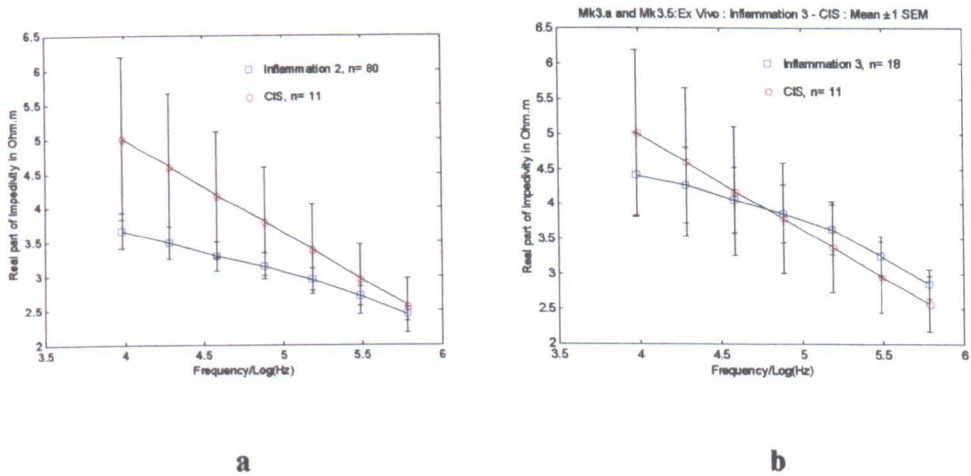 Mk3.a and Mk3.5:Ex Vivo : Inflammation 3 - CIS : Mean ±1 SEM
6.5
6
5.5
5
4.5
4
3.5
3
2.5
2
Real part of Impedivity in Ohm.m
Inflammation 2, n= 80
CIS, n= 11
3.5 4 4.5 5 5.5 6
Frequency/Log(Hz)
6.5
6
5.5
5
4.5
4
3.5
3
2.5
2
Real part of Impedivity in Ohm.m
Inflammation 3, n= 18
CIS, n= 11
3.5 4 4.5 5 5.5 6
Frequency/Log(Hz)
a b